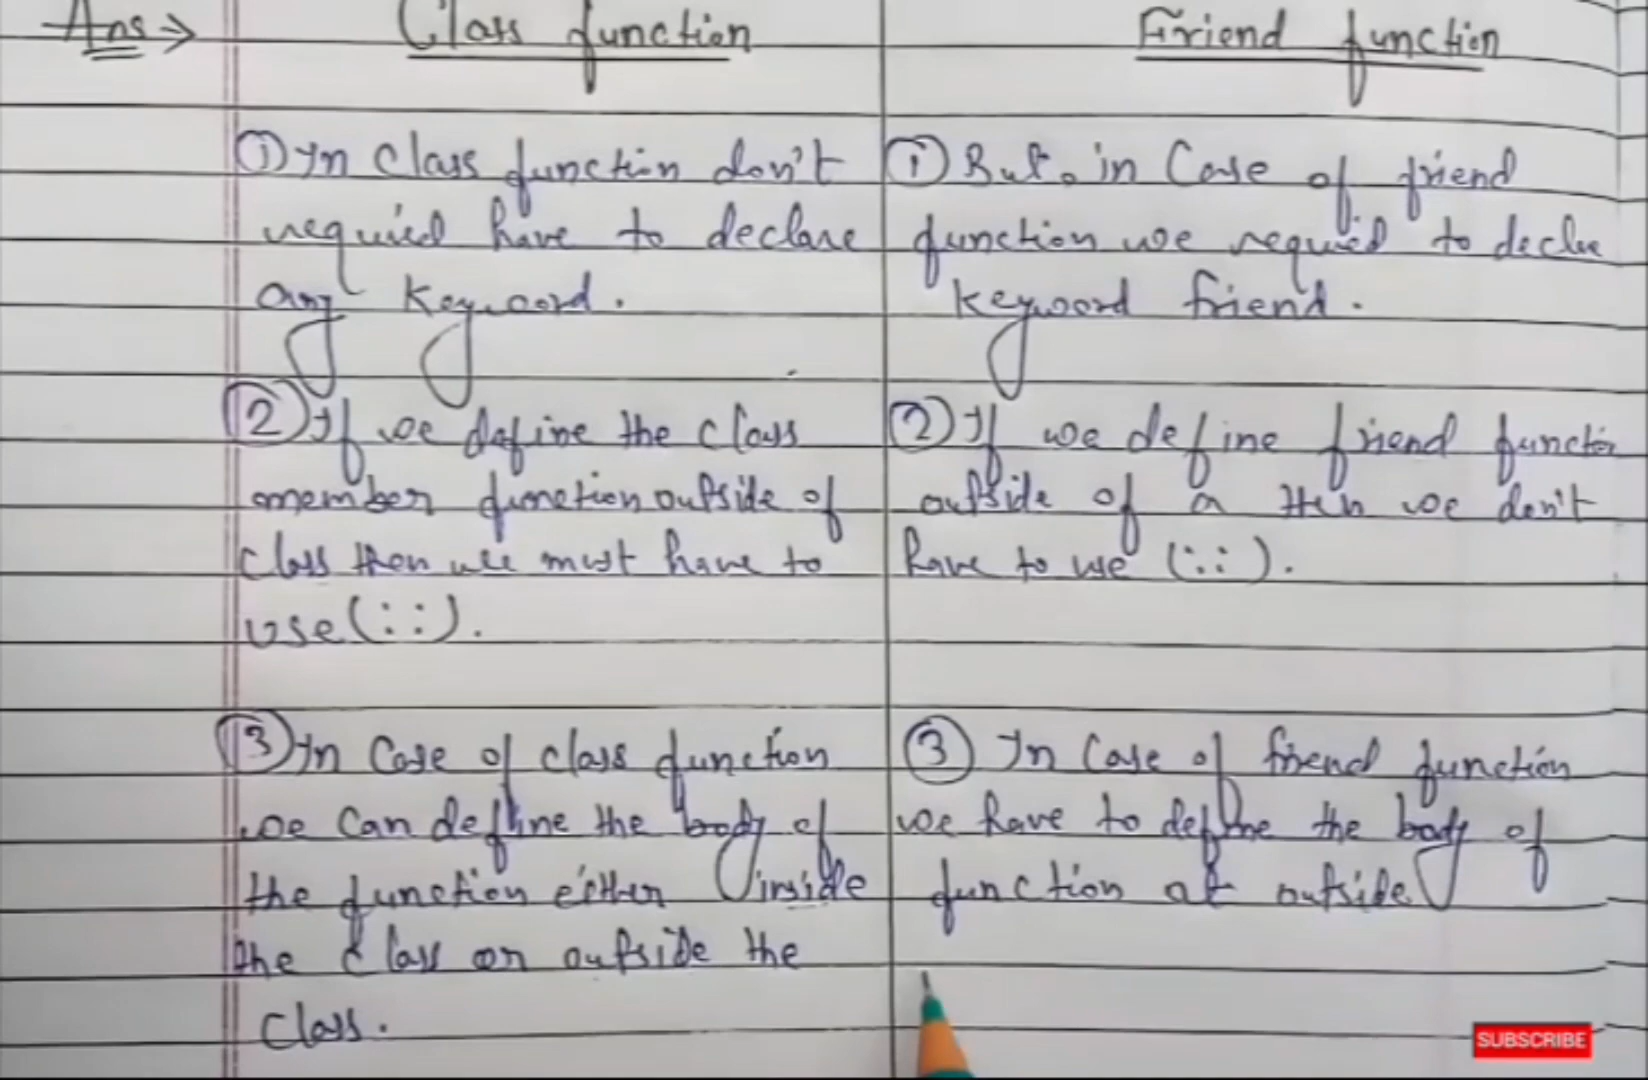 Ans →
Class function
① In Class function don't
required have to declare
any keyword.
② If we define the class
member function outside of
class then we must have to
use (::).
③ In Case of class function
we can define the body of
the function either inside
the class or outside the
class.
Friend function
① But, in Case of friend
function we required to declare
keyword friend.
② If we define friend function
outside of a then we don't
have to use (::).
③ In Case of friend function
we have to define the body of
function at outside
SUBSCRIBE